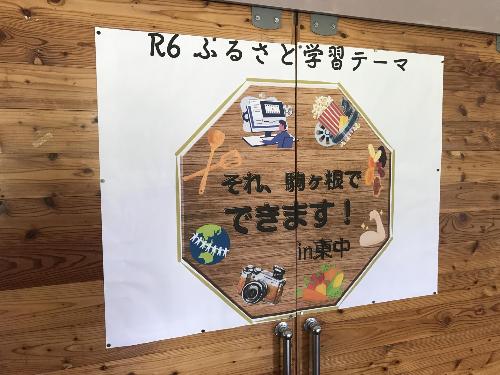 R6 ふるさと学習テーマ
それ、駒ヶ根で
できます！
in東中